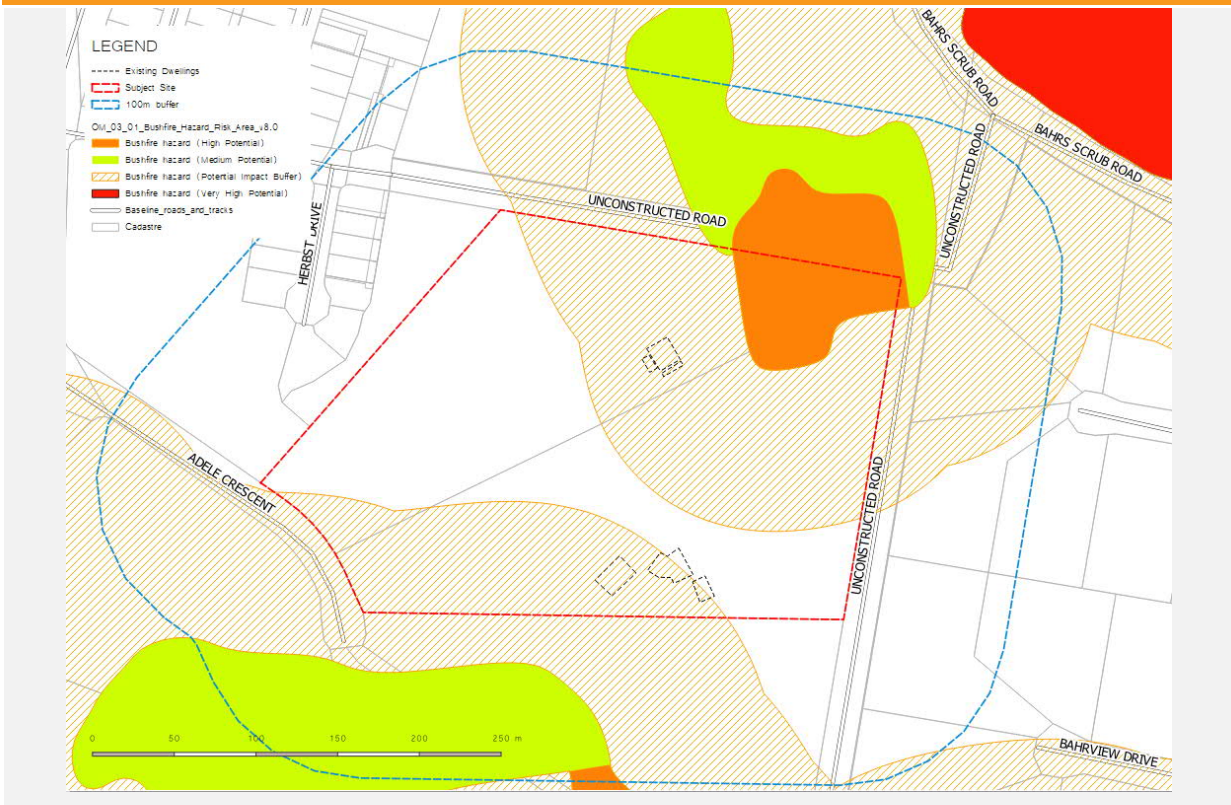 LEGEND
Existing Dwellings
Subject Site
100m buffer
OM_03_01_Bushfire_Hazard_Risk_Area_v8.0
Bushfire hazard (High Potential)
Bushfire hazard (Medium Potential)
Bushfire hazard (Potential Impact Buffer)
Bushfire hazard (Very High Potential)
Baseline_roads_and_tracks
Cadastre
BAHRS SCRUB ROAD
BAHRS SCRUB ROAD
UNCONSTRUCTED ROAD
UNCONSTRUCTED ROAD
HERBST DRIVE
ADELE CRESCENT
UNCONSTRUCTED ROAD
BAHRVIEW DRIVE
0 50 100 150 200 250 m